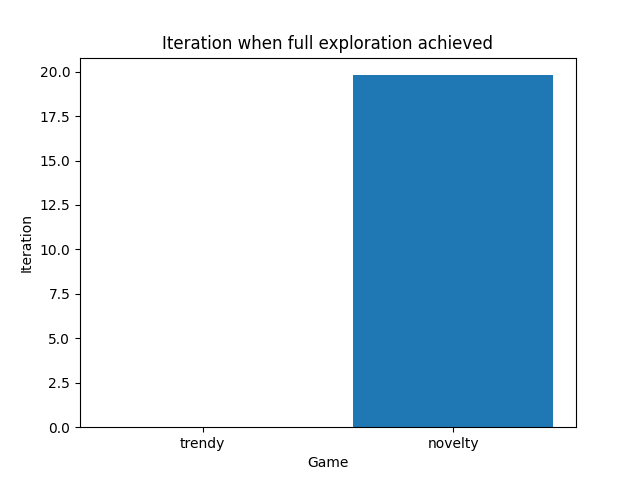 Iteration when full exploration achieved
20.0
17.5
15.0
12.5
10.0
7.5
5.0
2.5
0.0
Iteration
trendy
novelty
Game